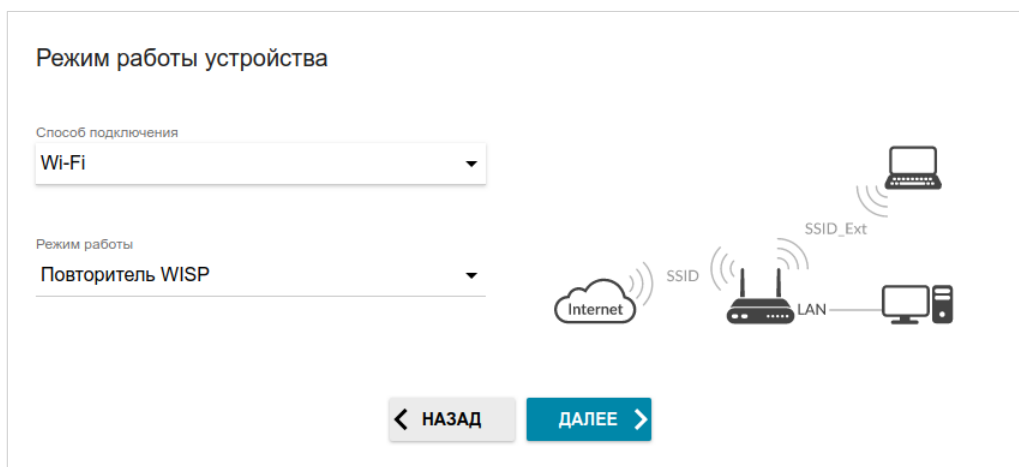 Режим работы устройства
Способ подключения
Wi-Fi
Режим работы
Повторитель WISP
SSID_Ext
SSID
Internet
LAN
НАЗАД
ДАЛЕЕ